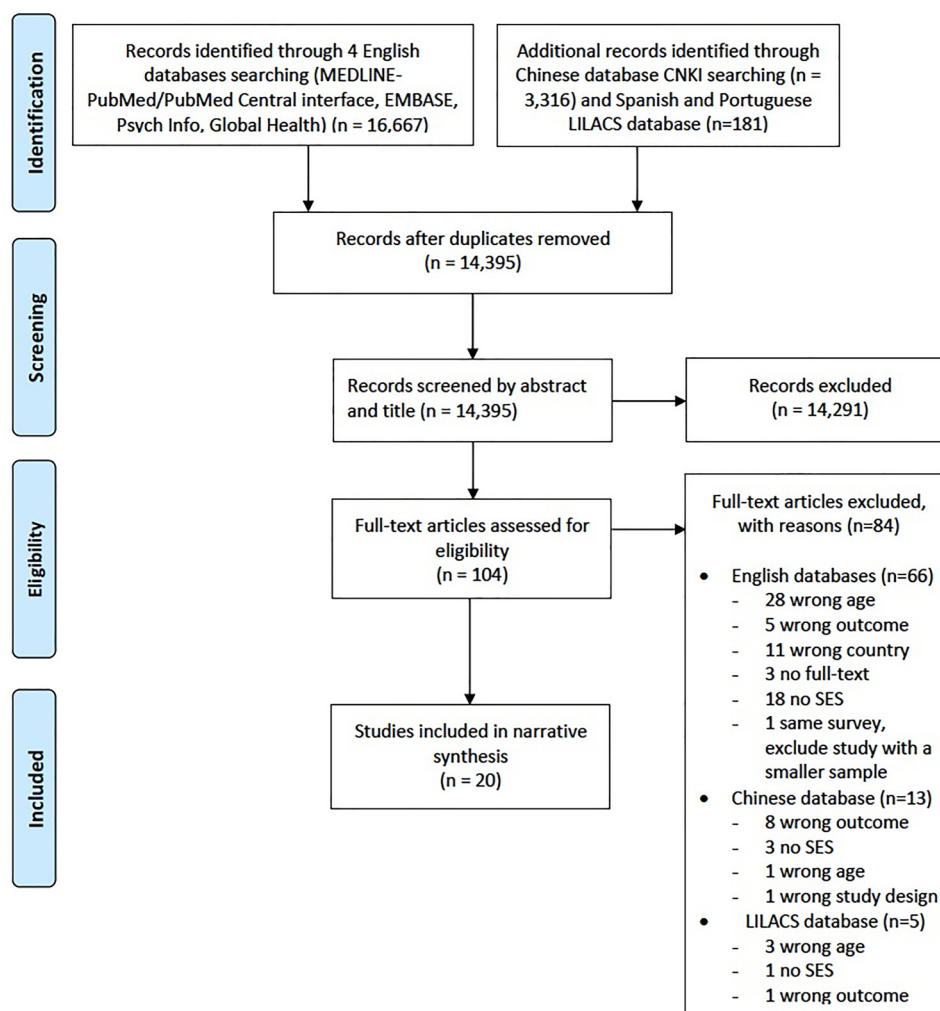 Identification
Records identified through 4 English
databases searching (MEDLINE-
PubMed/PubMed Central interface, EMBASE,
Psych Info, Global Health) (n = 16,667)
Additional records identified through
Chinese database CNKI searching (n =
3,316) and Spanish and Portuguese
LILACS database (n=181)
Records after duplicates removed
(n = 14,395)
Screening
Records screened by abstract
and title (n = 14,395)
Records excluded
(n = 14,291)
Eligibility
Full-text articles assessed for
eligibility
(n = 104)
Full-text articles excluded,
with reasons (n=84)
• English databases (n=66)
- 28 wrong age
- 5 wrong outcome
- 11 wrong country
- 3 no full-text
- 18 no SES
- 1 same survey,
exclude study with a
smaller sample
• Chinese database (n=13)
- 8 wrong outcome
- 3 no SES
- 1 wrong age
- 1 wrong study design
• LILACS database (n=5)
- 3 wrong age
- 1 no SES
- 1 wrong outcome
Included
Studies included in narrative
synthesis
(n = 20)